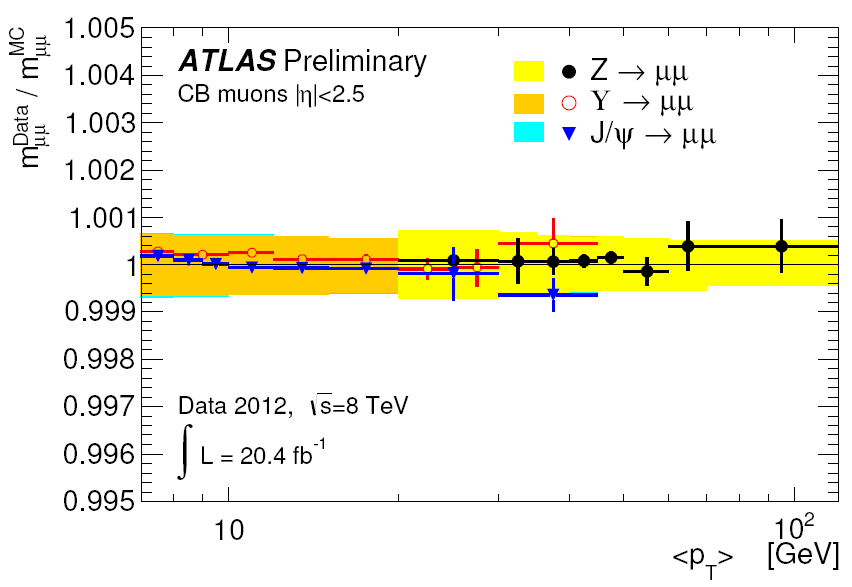 m_μμ^Data / m_μμ^MC
1.005
1.004
1.003
1.002
1.001
1
0.999
0.998
0.997
0.996
0.995
ATLAS Preliminary
CB muons |η|<2.5
Z → μμ
Υ → μμ
J/ψ → μμ
Data 2012, √s=8 TeV
∫ L = 20.4 fb⁻¹
10
10²
<p_T> [GeV]